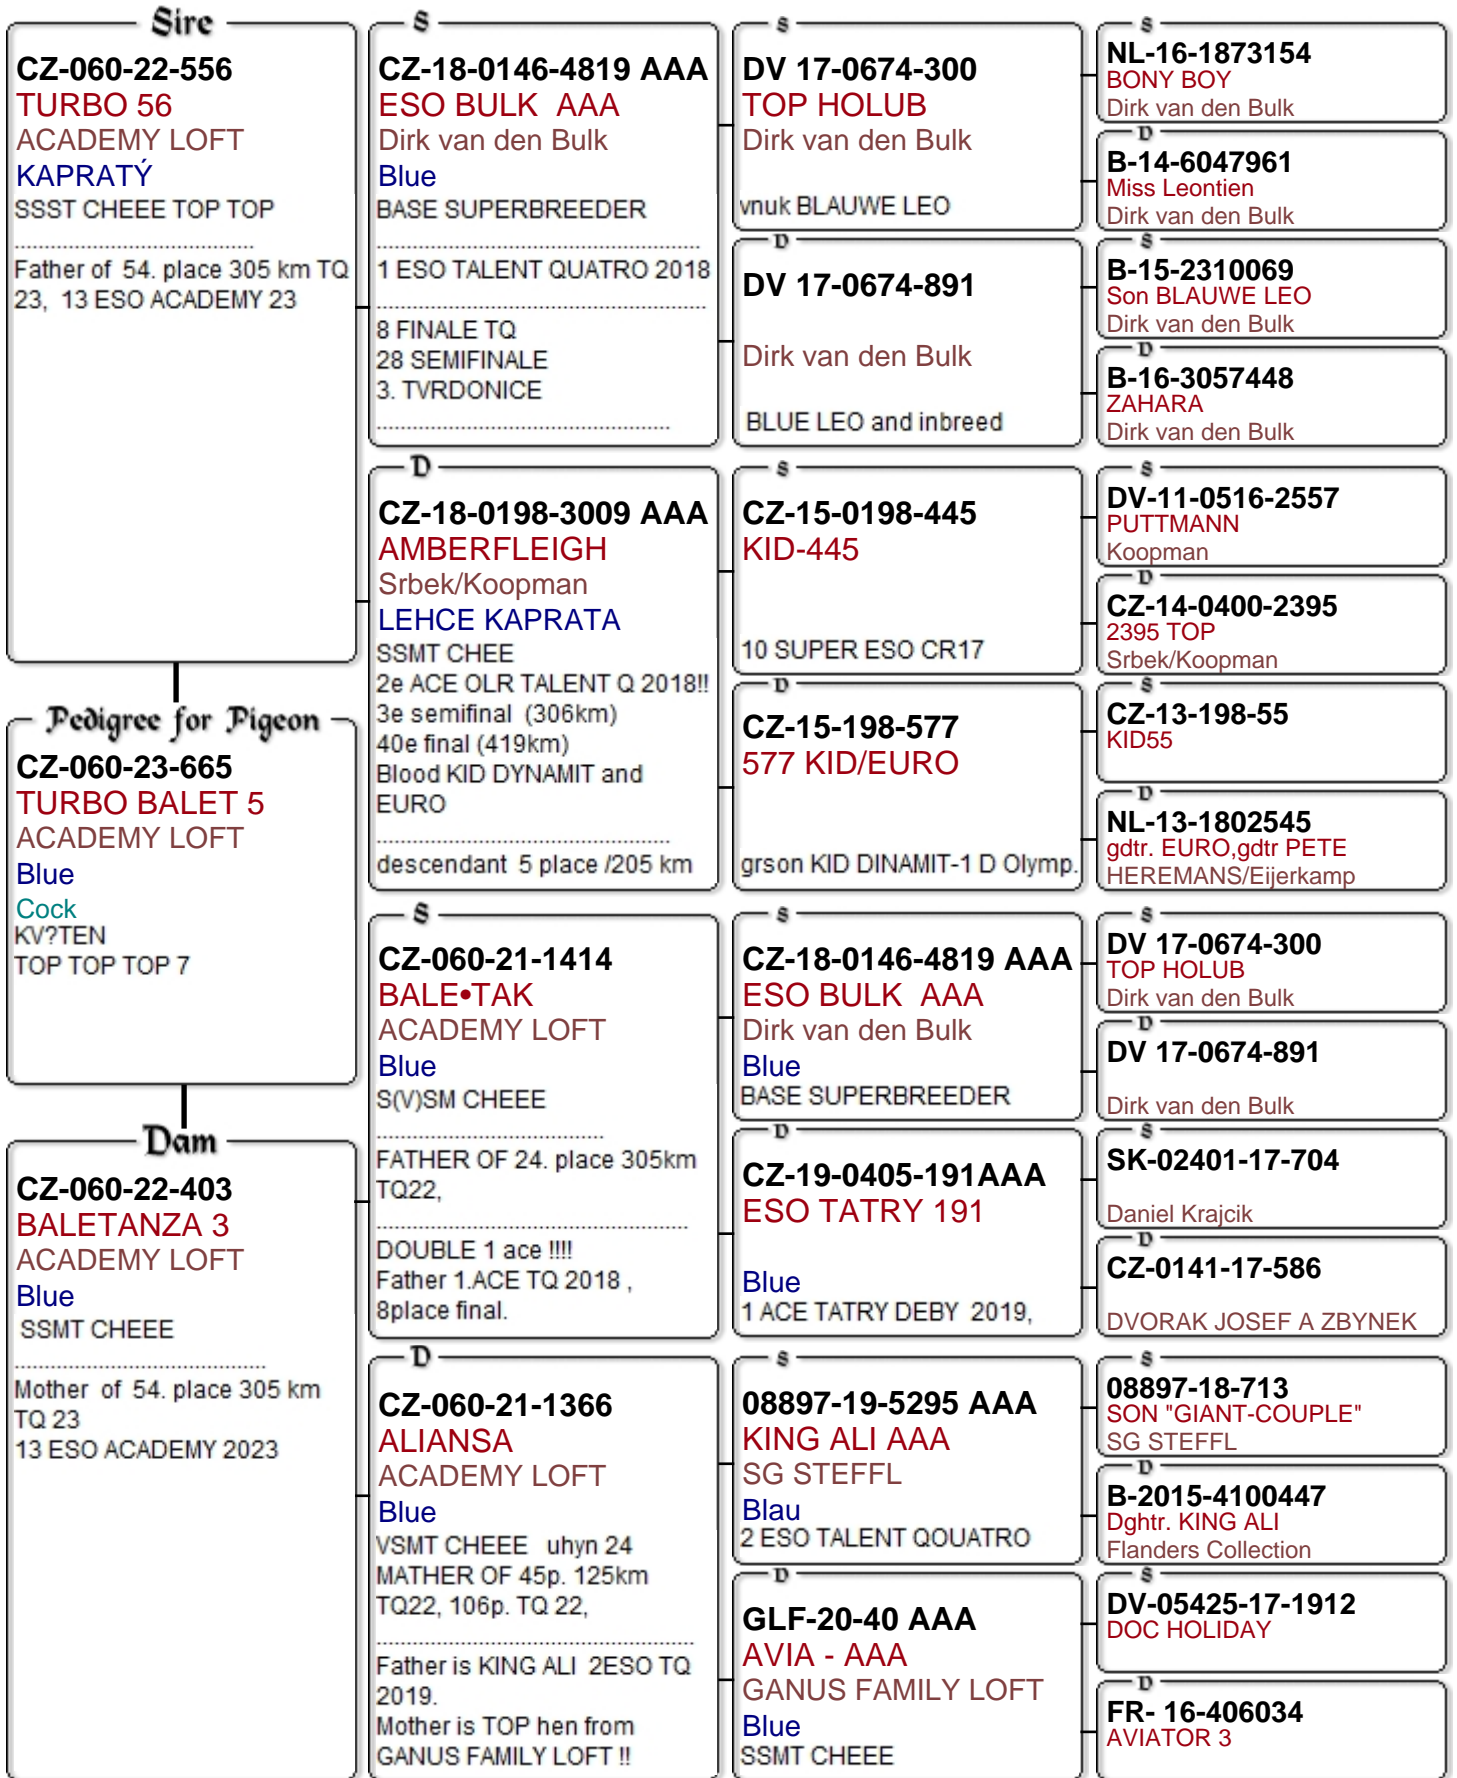 Sire
CZ-060-22-556
TURBO 56
ACADEMY LOFT
KAPRATÝ
SSST CHEEE TOP TOP
....................................
Father of 54. place 305 km TQ
23, 13 ESO ACADEMY 23
Pedigree for Pigeon
CZ-060-23-665
TURBO BALET 5
ACADEMY LOFT
Blue
Cock
KV?TEN
TOP TOP TOP 7
Dam
CZ-060-22-403
BALETANZA 3
ACADEMY LOFT
Blue
SSMT CHEEE
......................................
Mother of 54. place 305 km
TQ 23
13 ESO ACADEMY 2023
S
CZ-18-0146-4819 AAA
ESO BULK AAA
Dirk van den Bulk
Blue
BASE SUPERBREEDER
.................................................
1 ESO TALENT QUATRO 2018
..................................................
8 FINALE TQ
28 SEMIFINALE
3. TVRDONICE
............................................
D
CZ-18-0198-3009 AAA
AMBERFLEIGH
Srbek/Koopman
LEHCE KAPRATA
SSMT CHEE
2e ACE OLR TALENT Q 2018!!
3e semifinal (306km)
40e final (419km)
Blood KID DYNAMIT and
EURO
............................................
descendant 5 place /205 km
S
CZ-060-21-1414
BALE•TAK
ACADEMY LOFT
Blue
S(V)SM CHEEE
..................................
FATHER OF 24. place 305km
TQ22,
...............................................
DOUBLE 1 ace !!!!
Father 1.ACE TQ 2018 ,
8place final.
D
CZ-060-21-1366
ALIANSA
ACADEMY LOFT
Blue
VSMT CHEEE uhyn 24
MATHER OF 45p. 125km
TQ22, 106p. TQ 22,
................................................
Father is KING ALI 2ESO TQ
2019.
Mother is TOP hen from
GANUS FAMILY LOFT !!
S
DV 17-0674-300
TOP HOLUB
Dirk van den Bulk
vnuk BLAUWE LEO
D
DV 17-0674-891
Dirk van den Bulk
BLUE LEO and inbreed
S
CZ-15-0198-445
KID-445
10 SUPER ESO CR17
D
CZ-15-198-577
577 KID/EURO
grson KID DINAMIT-1 D Olymp.
S
CZ-18-0146-4819 AAA
ESO BULK AAA
Dirk van den Bulk
Blue
BASE SUPERBREEDER
D
CZ-19-0405-191AAA
ESO TATRY 191
Blue
1 ACE TATRY DEBY 2019,
S
08897-19-5295 AAA
KING ALI AAA
SG STEFFL
Blau
2 ESO TALENT QOUATRO
D
GLF-20-40 AAA
AVIA - AAA
GANUS FAMILY LOFT
Blue
SSMT CHEEE
S
NL-16-1873154
BONY BOY
Dirk van den Bulk
D
B-14-6047961
Miss Leontien
Dirk van den Bulk
S
B-15-2310069
Son BLAUWE LEO
Dirk van den Bulk
D
B-16-3057448
ZAHARA
Dirk van den Bulk
S
DV-11-0516-2557
PUTTMANN
Koopman
D
CZ-14-0400-2395
2395 TOP
Srbek/Koopman
S
CZ-13-198-55
KID55
D
NL-13-1802545
gdtr. EURO,gdtr PETE
HEREMANS/Eijerkamp
S
DV 17-0674-300
TOP HOLUB
Dirk van den Bulk
D
DV 17-0674-891
Dirk van den Bulk
S
SK-02401-17-704
Daniel Krajcik
D
CZ-0141-17-586
DVORAK JOSEF A ZBYNEK
S
08897-18-713
SON "GIANT-COUPLE"
SG STEFFL
D
B-2015-4100447
Dghtr. KING ALI
Flanders Collection
S
DV-05425-17-1912
DOC HOLIDAY
D
FR- 16-406034
AVIATOR 3